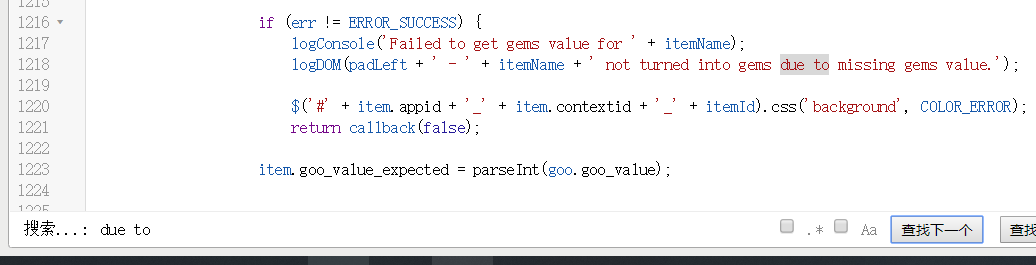 1215
1216 if (err != ERROR_SUCCESS) {
1217 logConsole('Failed to get gems value for ' + itemName);
1218 logDOM(padLeft + ' - ' + itemName + ' not turned into gems due to missing gems value.');
1219
1220 $('#' + item.appid + '_' + item.contextid + '_' + itemId).css('background', COLOR_ERROR);
1221 return callback(false);
1222
1223 item.goo_value_expected = parseInt(goo.goo_value);
1224
1225
搜索...: due to .* Aa 查找下一个 查找